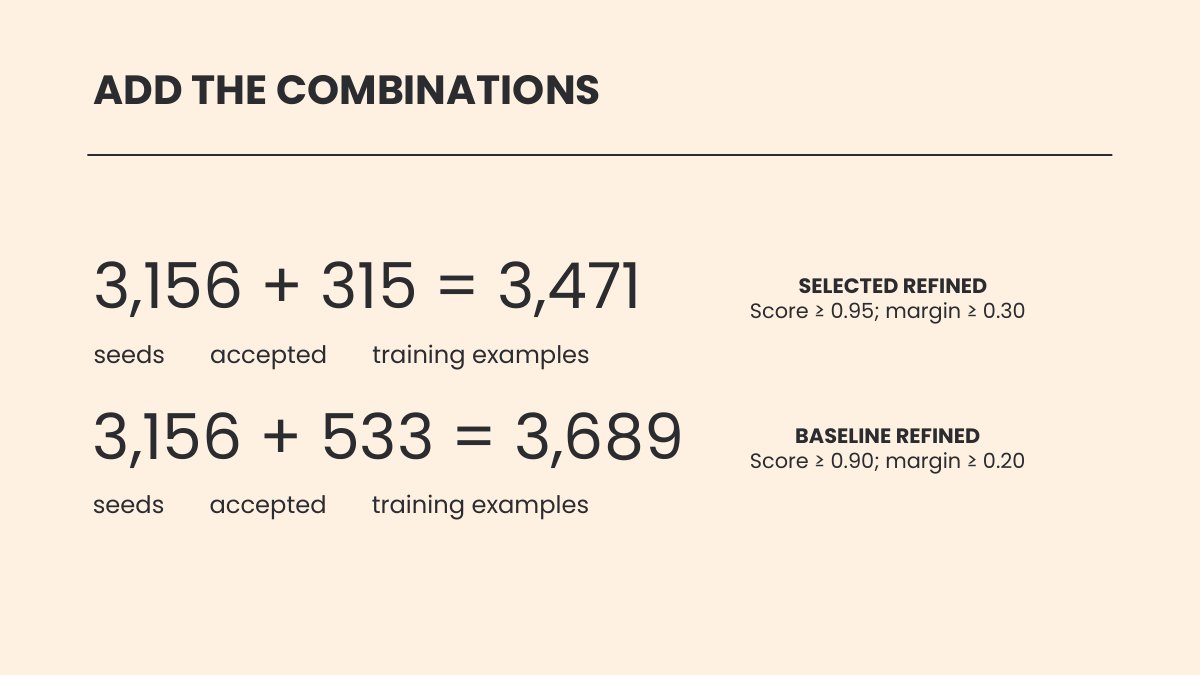 ADD THE COMBINATIONS
3,156 + 315 = 3,471
seeds accepted training examples
SELECTED REFINED
Score ≥ 0.95; margin ≥ 0.30
3,156 + 533 = 3,689
seeds accepted training examples
BASELINE REFINED
Score ≥ 0.90; margin ≥ 0.20